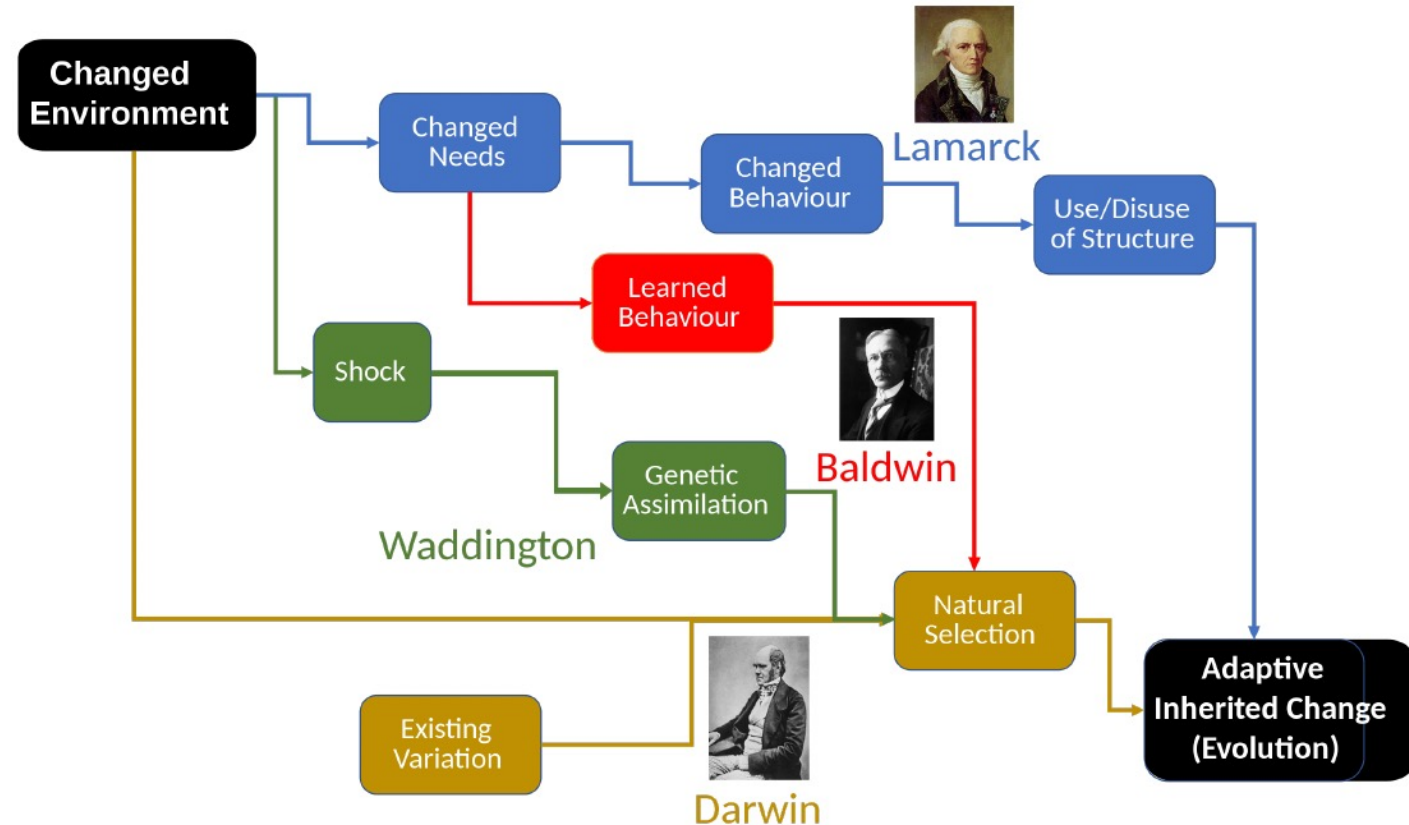 Changed
Environment
Changed
Needs
Changed
Behaviour
Lamarck
Use/Disuse
of Structure
Learned
Behaviour
Shock
Baldwin
Genetic
Assimilation
Waddington
Natural
Selection
Existing
Variation
Darwin
Adaptive
Inherited Change
(Evolution)